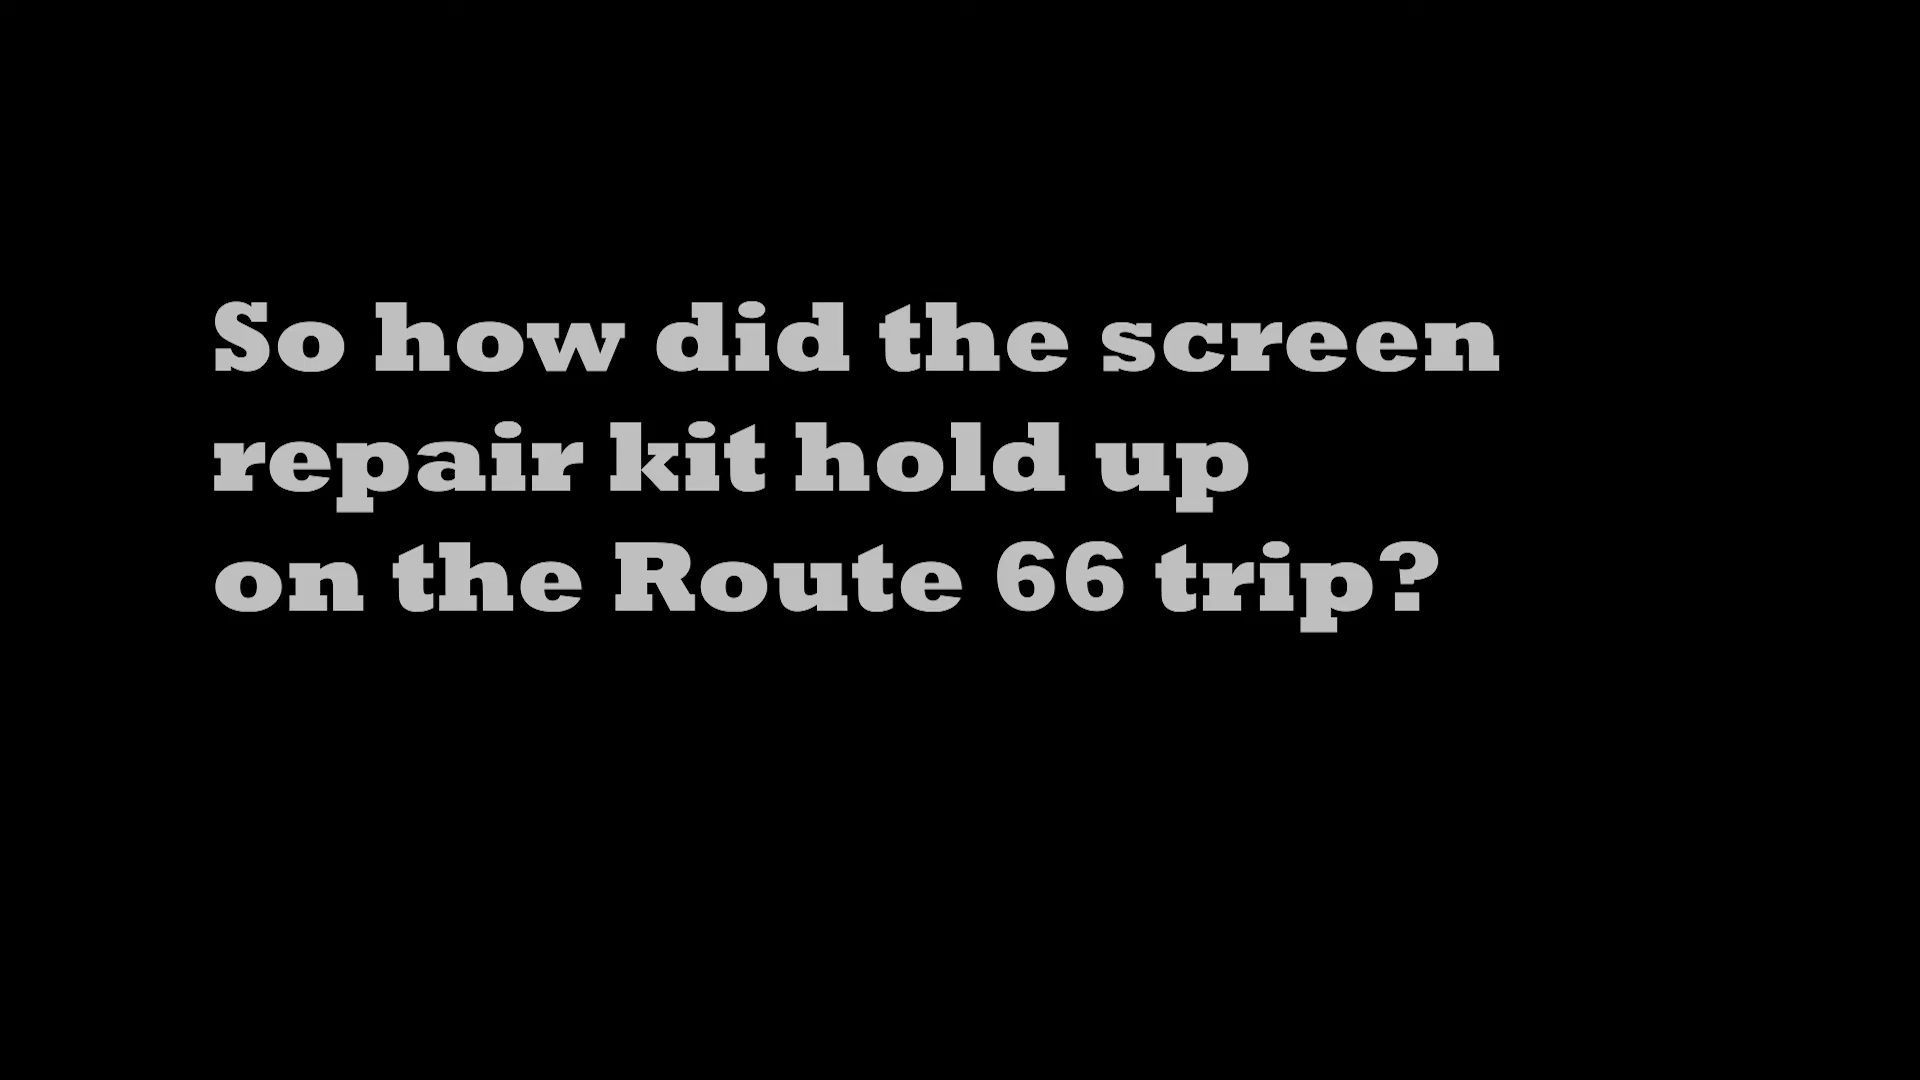 So how did the screen
repair kit hold up
on the Route 66 trip?